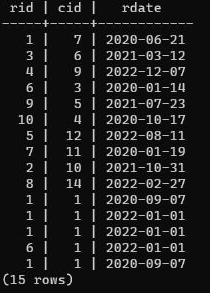 rid | cid | rdate
-----+-----+------------
1 | 7 | 2020-06-21
3 | 6 | 2021-03-12
4 | 9 | 2022-12-07
6 | 3 | 2020-01-14
9 | 5 | 2021-07-23
10 | 4 | 2020-10-17
5 | 12 | 2022-08-11
7 | 11 | 2020-01-19
2 | 10 | 2021-10-31
8 | 14 | 2022-02-27
1 | 1 | 2020-09-07
1 | 1 | 2022-01-01
1 | 1 | 2022-01-01
6 | 1 | 2022-01-01
1 | 1 | 2020-09-07
(15 rows)